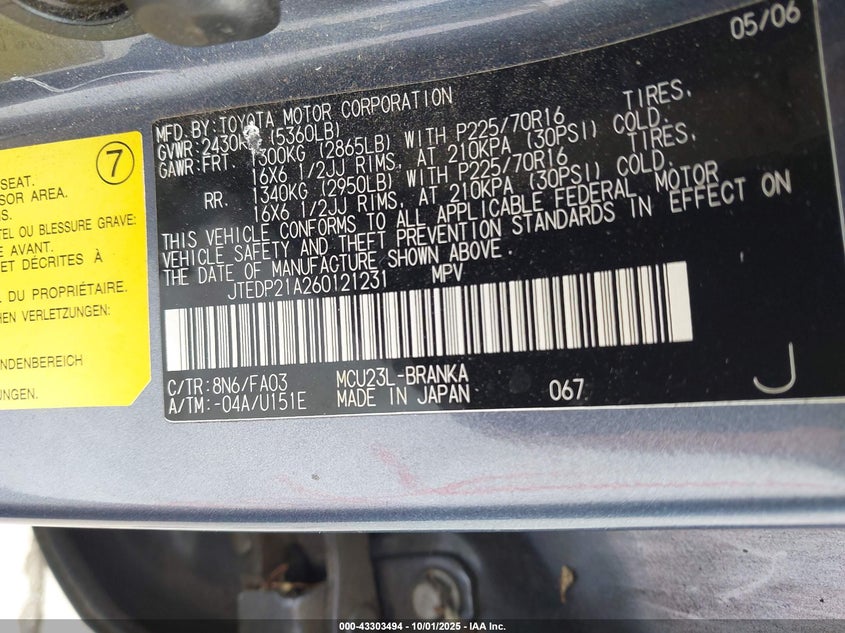 05/06
MFD.BY:TOYOTA MOTOR CORPORATION
GVWR:2430K (5360LB)
GAWR:FRT 1300KG (2865LB) WITH P225/70R16 TIRES,
16X6 1/2JJ RIMS, AT 210KPA (30PSI) COLD.
RR. 1340KG (2950LB) WITH P225/70R16 TIRES,
16X6 1/2JJ RIMS, AT 210KPA (30PSI) COLD.
THIS VEHICLE CONFORMS TO ALL APPLICABLE FEDERAL MOTOR
VEHICLE SAFETY AND THEFT PREVENTION STANDARDS IN EFFECT ON
THE DATE OF MANUFACTURE SHOWN ABOVE.
JTEDP21A260121231 MPV
C/TR:8N6/FA03 MCU23L-BRANKA
A/TM:-04A/U151E MADE IN JAPAN 067 J
7
SEAT.
SOR AREA.
S.
TEL OU BLESSURE GRAVE:
E AVANT.
ET DÉCRITES À
HEN VERLETZUNGEN:
NDENBEREICH
UNGEN.
000-43303494 - 10/01/2025 - IAA Inc.